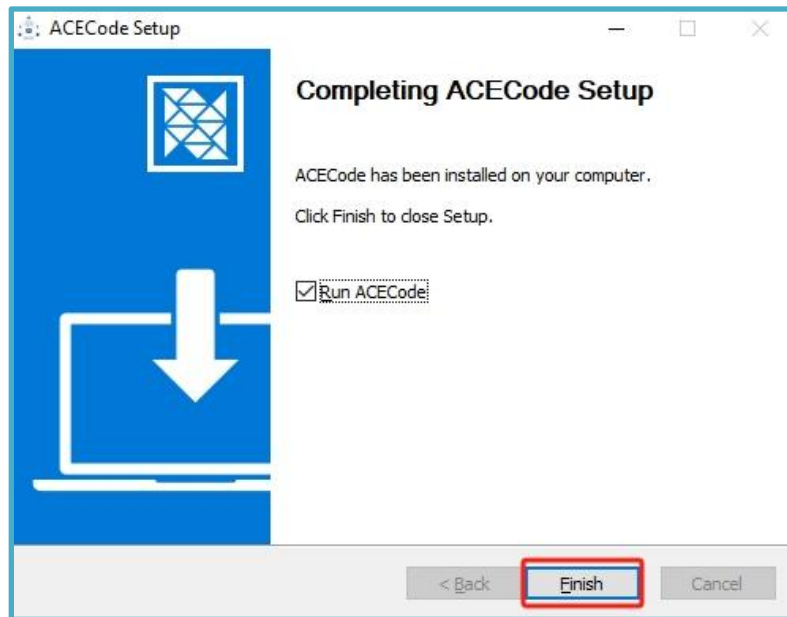 ACECode Setup
Completing ACECode Setup
ACECode has been installed on your computer.
Click Finish to close Setup.
Run ACECode
< Back Finish Cancel